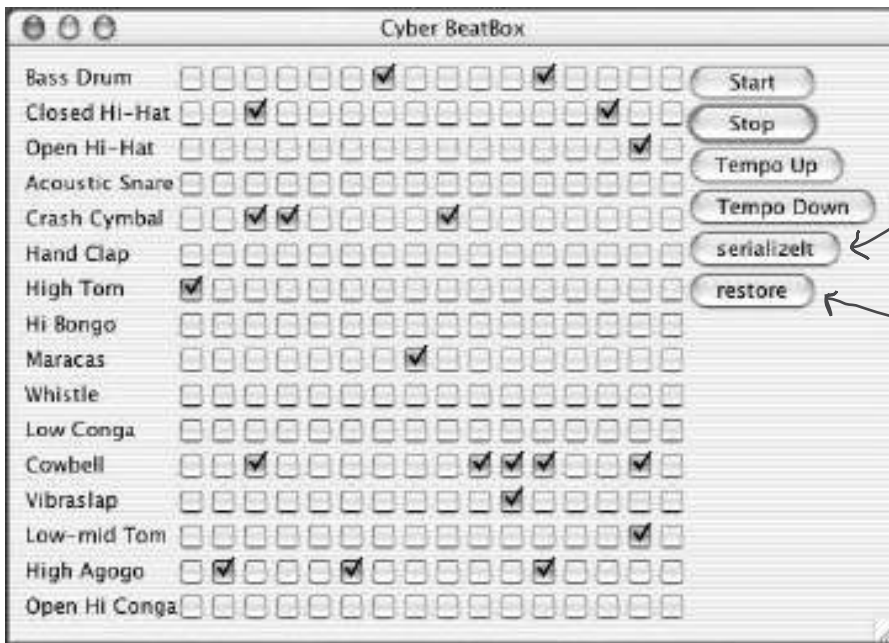 Cyber BeatBox
Bass Drum
Closed Hi-Hat
Open Hi-Hat
Acoustic Snare
Crash Cymbal
Hand Clap
High Tom
Hi Bongo
Maracas
Whistle
Low Conga
Cowbell
Vibraslap
Low-mid Tom
High Agogo
Open Hi Conga
Start
Stop
Tempo Up
Tempo Down
serializeIt
restore